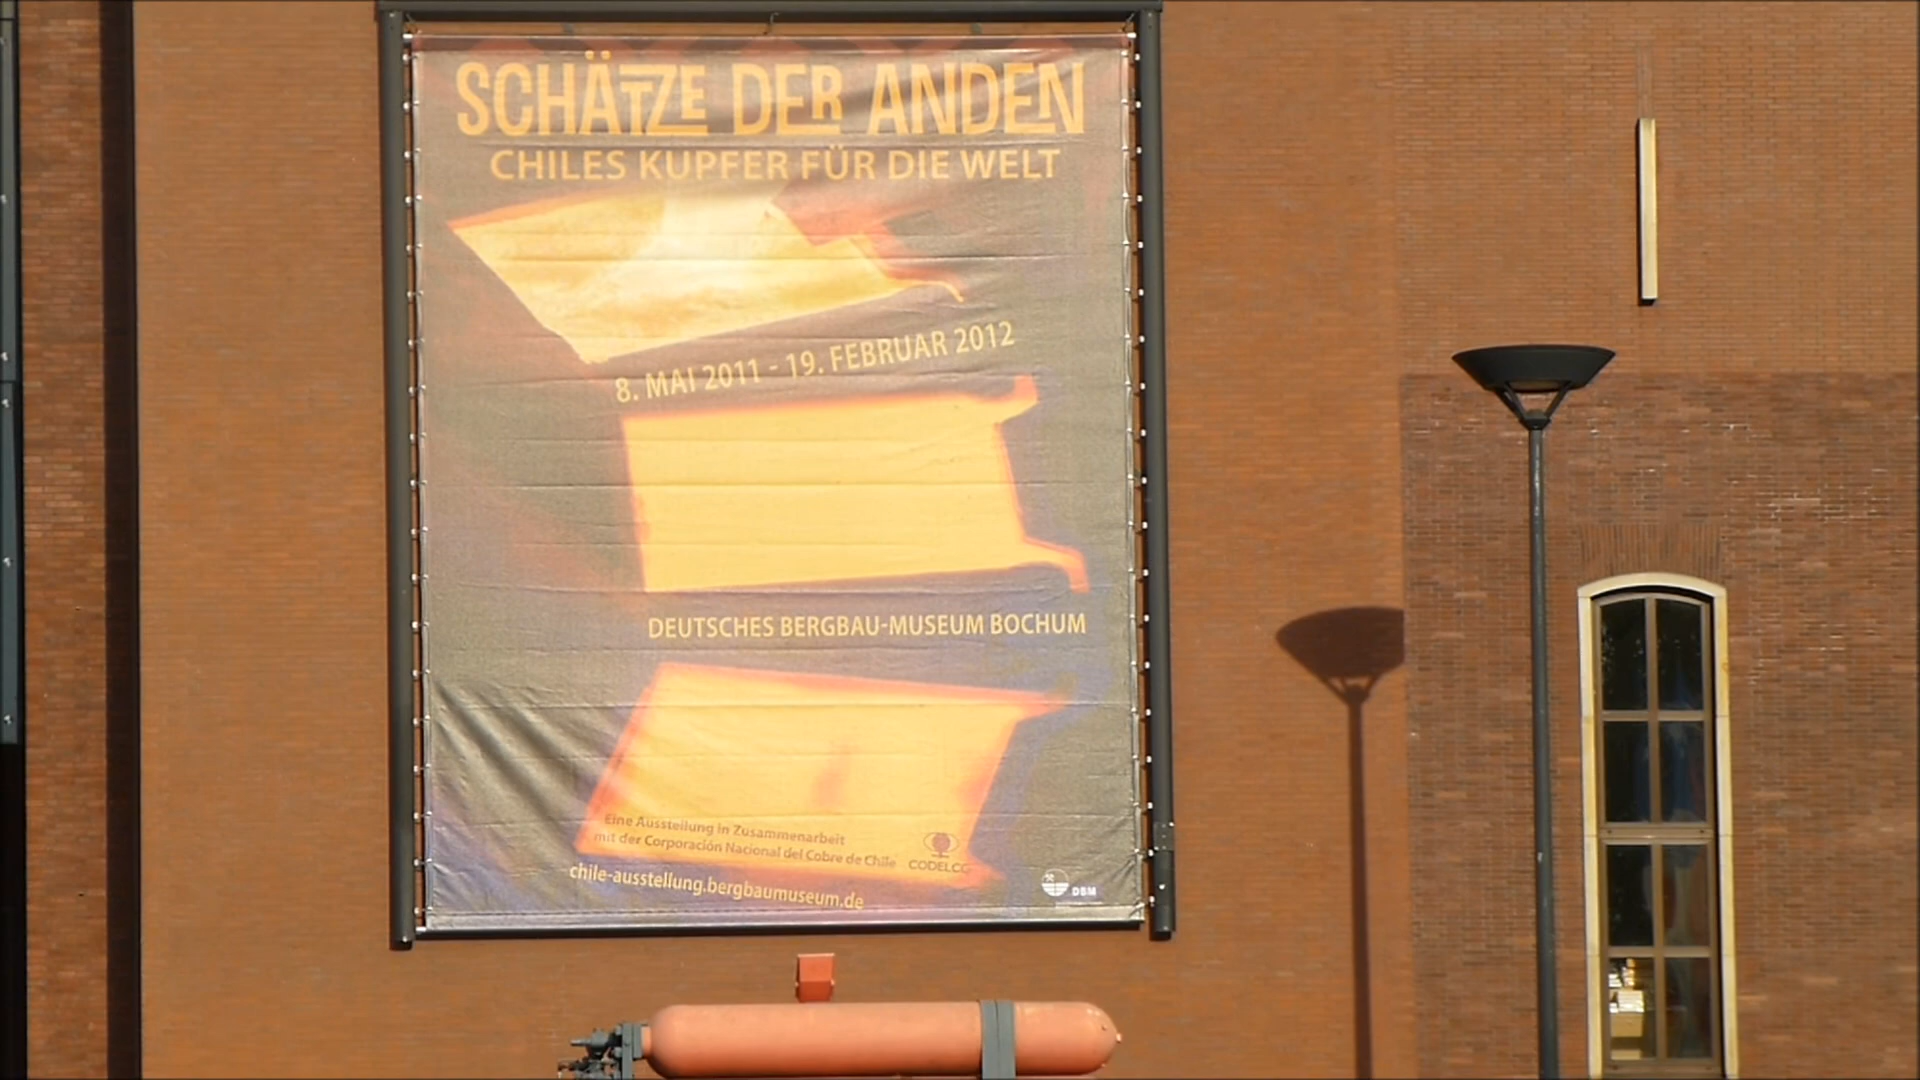 SCHÄTZE DER ANDEN
CHILES KUPFER FÜR DIE WELT
8. MAI 2011 - 19. FEBRUAR 2012
DEUTSCHES BERGBAU-MUSEUM BOCHUM
Eine Ausstellung in Zusammenarbeit
mit der Corporación Nacional del Cobre de Chile
CODELCO
chile-ausstellung.bergbaumuseum.de
DBM